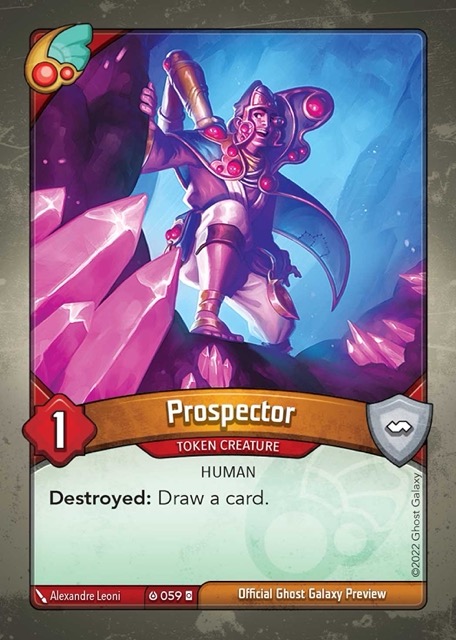 1
Prospector
TOKEN CREATURE
HUMAN
Destroyed: Draw a card.
©2022 Ghost Galaxy
Alexandre Leoni
059
Official Ghost Galaxy Preview